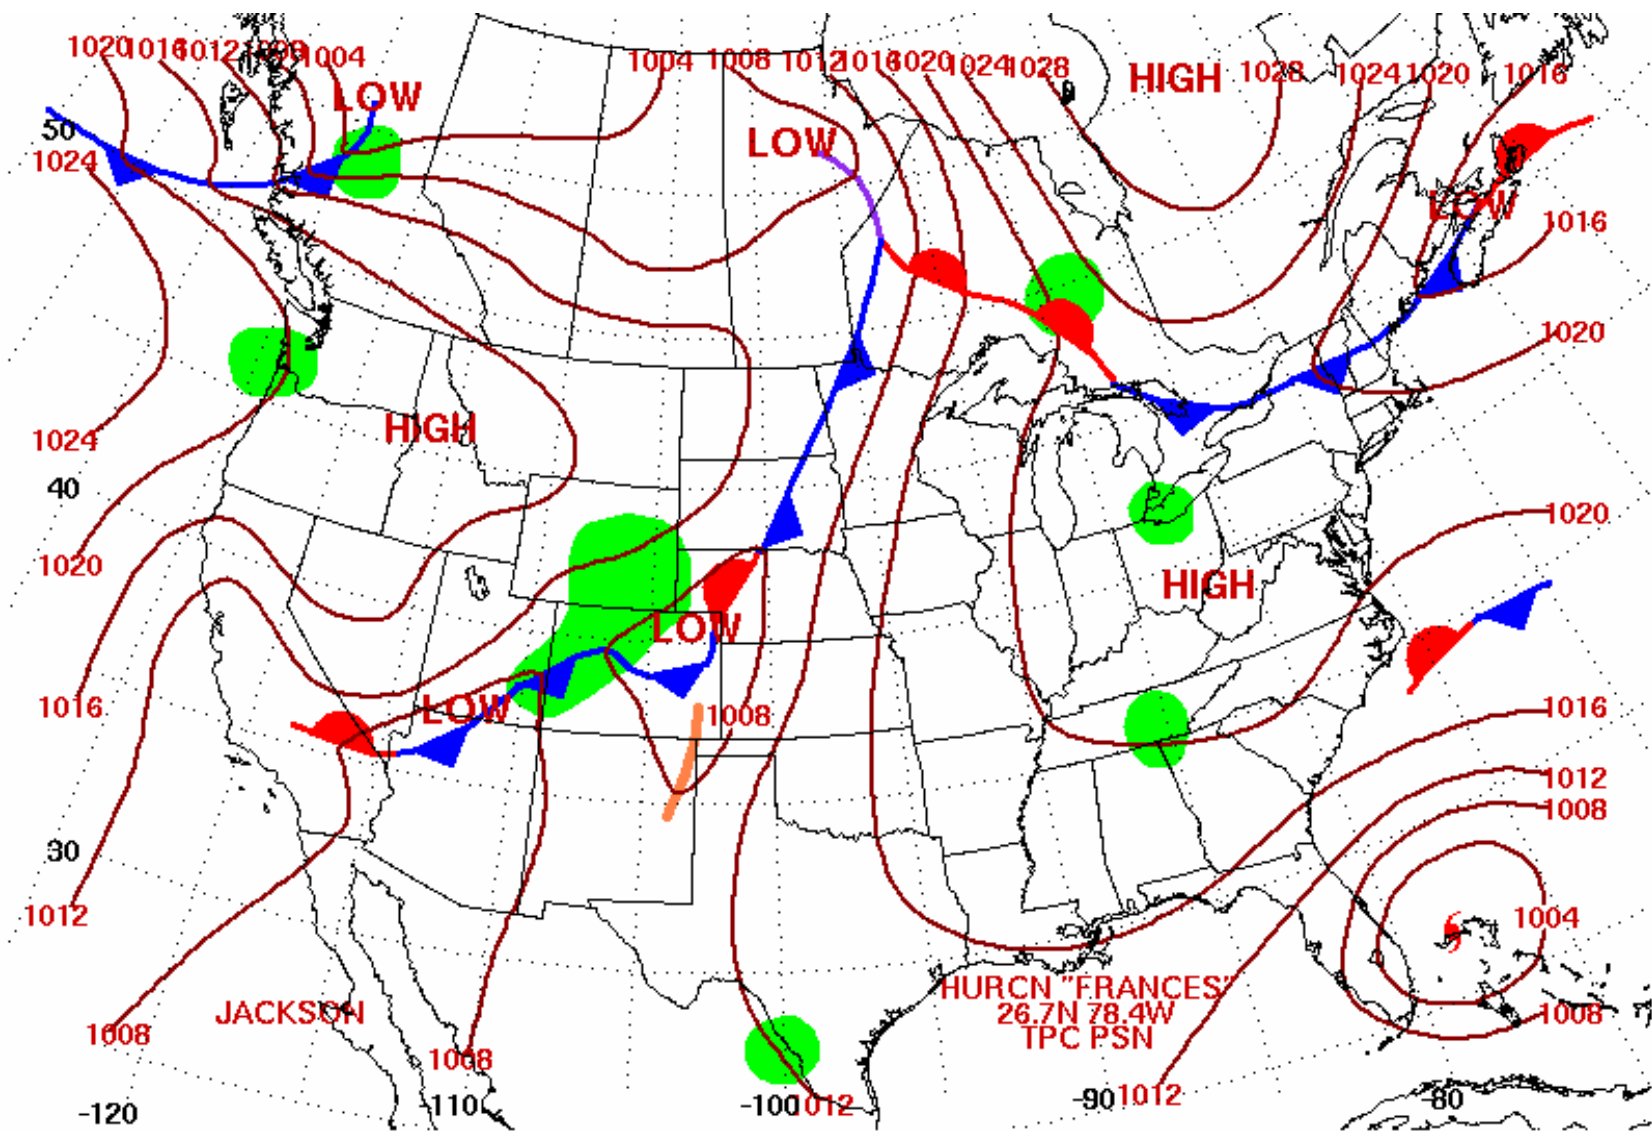 1020 1016 1012 1008 1004
1004 1008 1012 1016 1020 1024 1028
HIGH
1028 1024 1020 1016
LOW
50
LOW
1024
LOW
1016
1020
HIGH
1024
40
1020
1020
HIGH
LOW
1016
LOW
1008
1016
1012
1008
30
1012
1004
HURCN "FRANCES"
26.7N 78.4W
TPC PSN
JACKSON
1008
1008
1008
-120
110
-100
1012
-90
1012
80